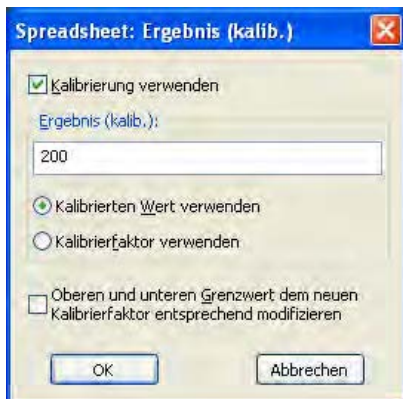 Spreadsheet: Ergebnis (kalib.)
Kalibrierung verwenden
Ergebnis (kalib.):
200
Kalibrierten Wert verwenden
Kalibrierfaktor verwenden
Oberen und unteren Grenzwert dem neuen
Kalibrierfaktor entsprechend modifizieren
OK
Abbrechen